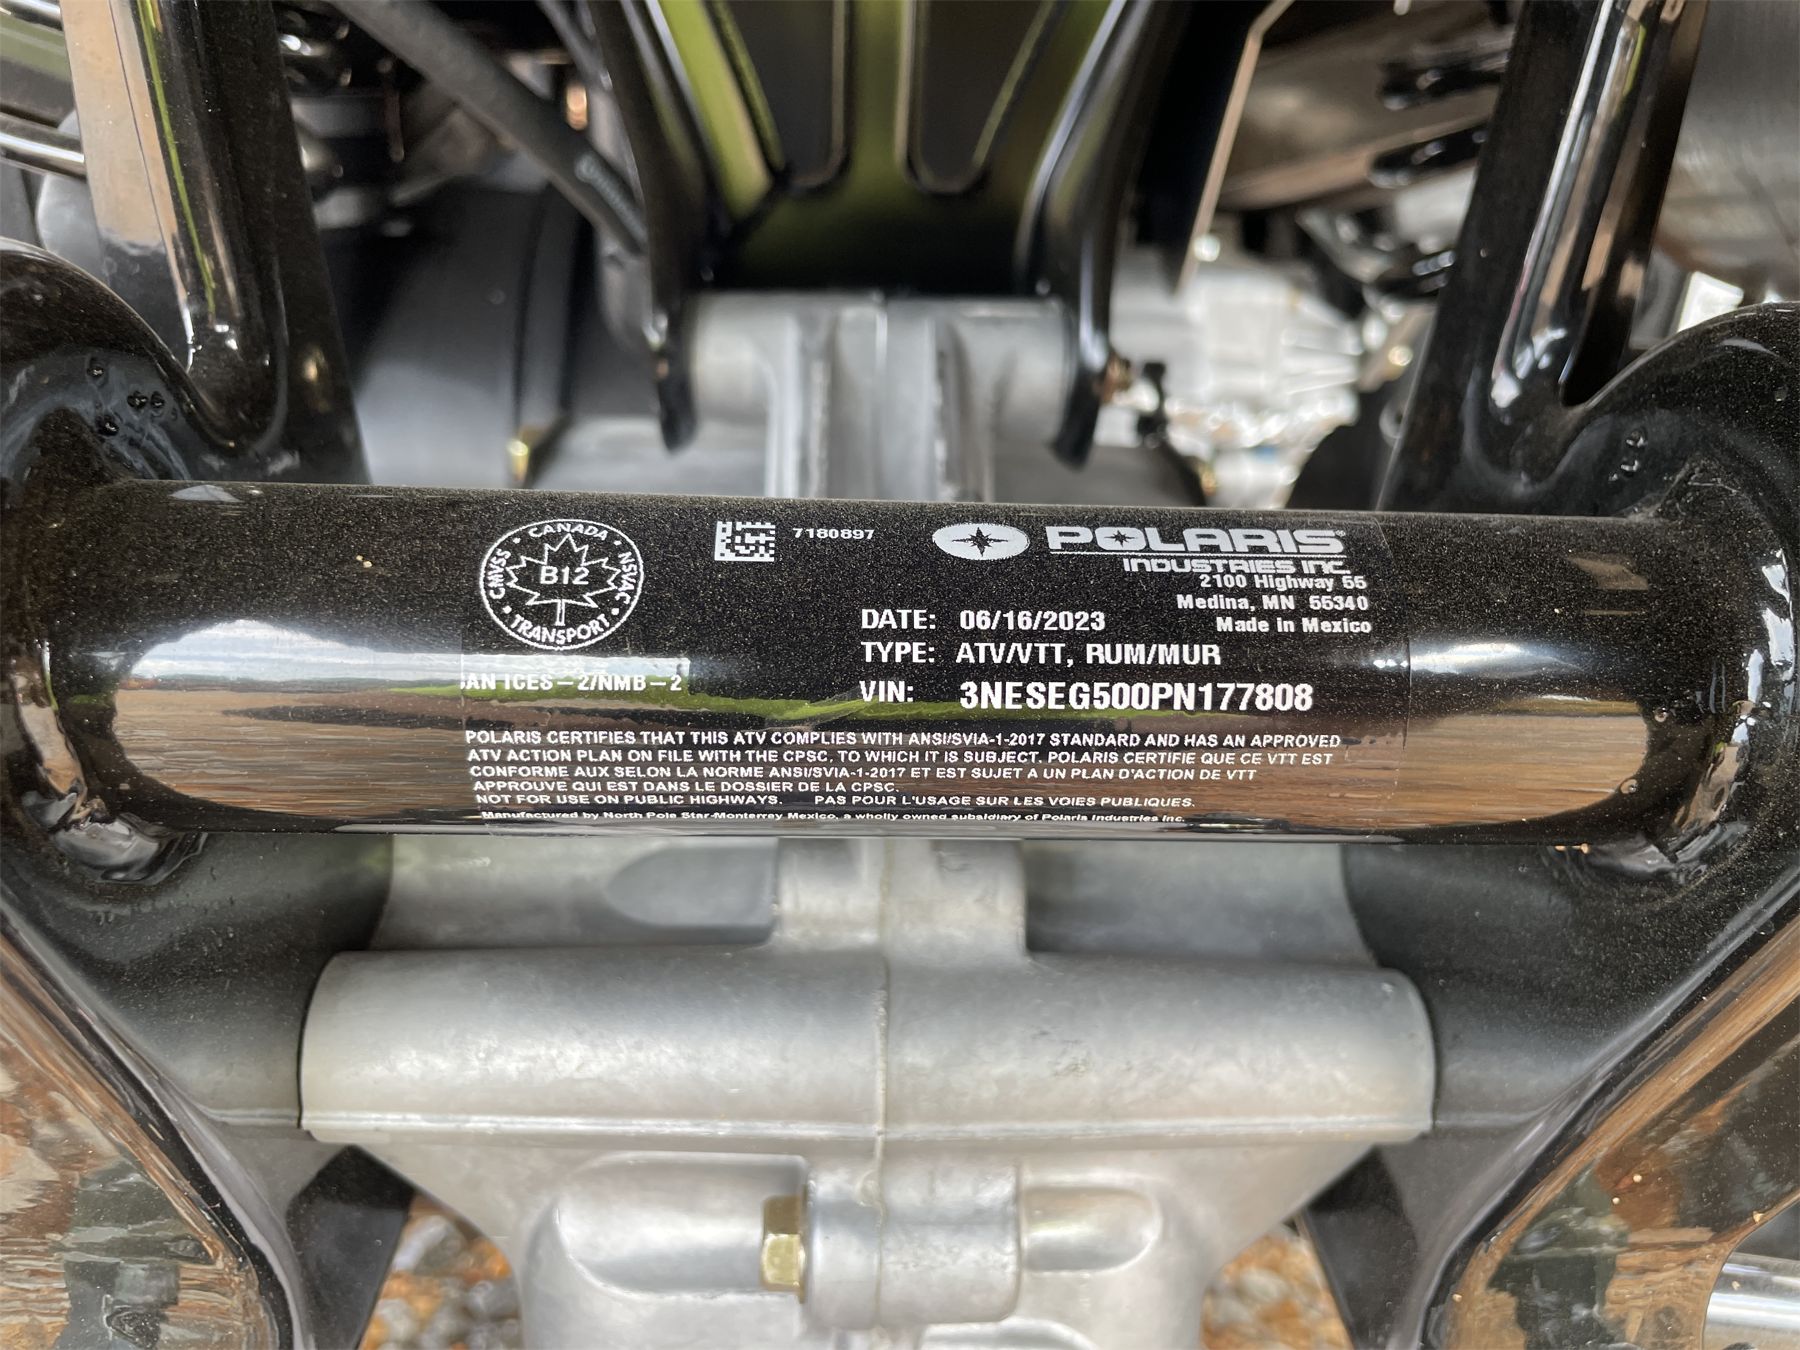 CANADA
CMVSS
NSVAC
B12
TRANSPORT
7180897
POLARIS
INDUSTRIES INC.
2100 Highway 55
Medina, MN 55340
Made in Mexico
DATE: 06/16/2023
TYPE: ATV/VTT, RUM/MUR
VIN: 3NESEG500PN177808
AN ICES-2/NMB-2
POLARIS CERTIFIES THAT THIS ATV COMPLIES WITH ANSI/SVIA-1-2017 STANDARD AND HAS AN APPROVED
ATV ACTION PLAN ON FILE WITH THE CPSC, TO WHICH IT IS SUBJECT. POLARIS CERTIFIE QUE CE VTT EST
CONFORME AUX SELON LA NORME ANSI/SVIA-1-2017 ET EST SUJET A UN PLAN D'ACTION DE VTT
APPROUVE QUI EST DANS LE DOSSIER DE LA CPSC.
NOT FOR USE ON PUBLIC HIGHWAYS. PAS POUR L'USAGE SUR LES VOIES PUBLIQUES.
Manufactured by North Pole Star-Monterrey Mexico, a wholly owned subsidiary of Polaris Industries Inc.